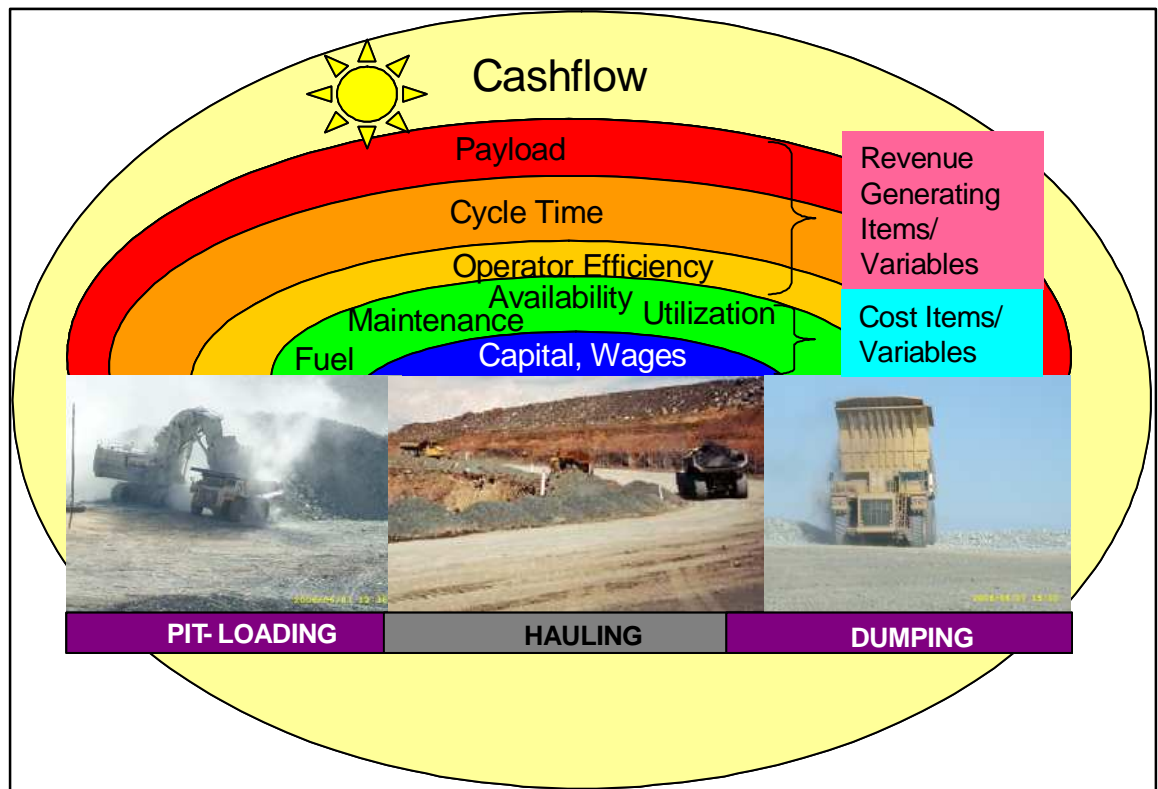 Cashflow
Payload
Cycle Time
Operator Efficiency
Availability
Maintenance
Utilization
Fuel
Capital, Wages
Revenue
Generating
Items/
Variables
Cost Items/
Variables
PIT- LOADING
HAULING
DUMPING